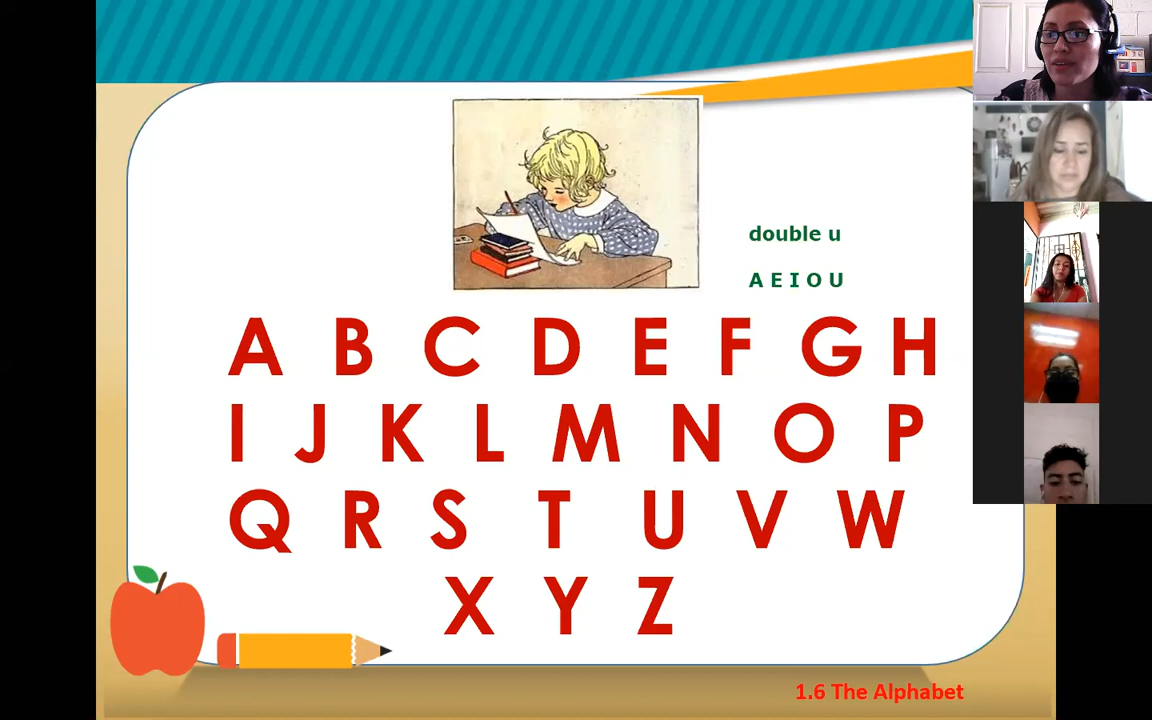 double u
A E I O U
A B C D E F G H
I J K L M N O P
Q R S T U V W
X Y Z
1.6 The Alphabet